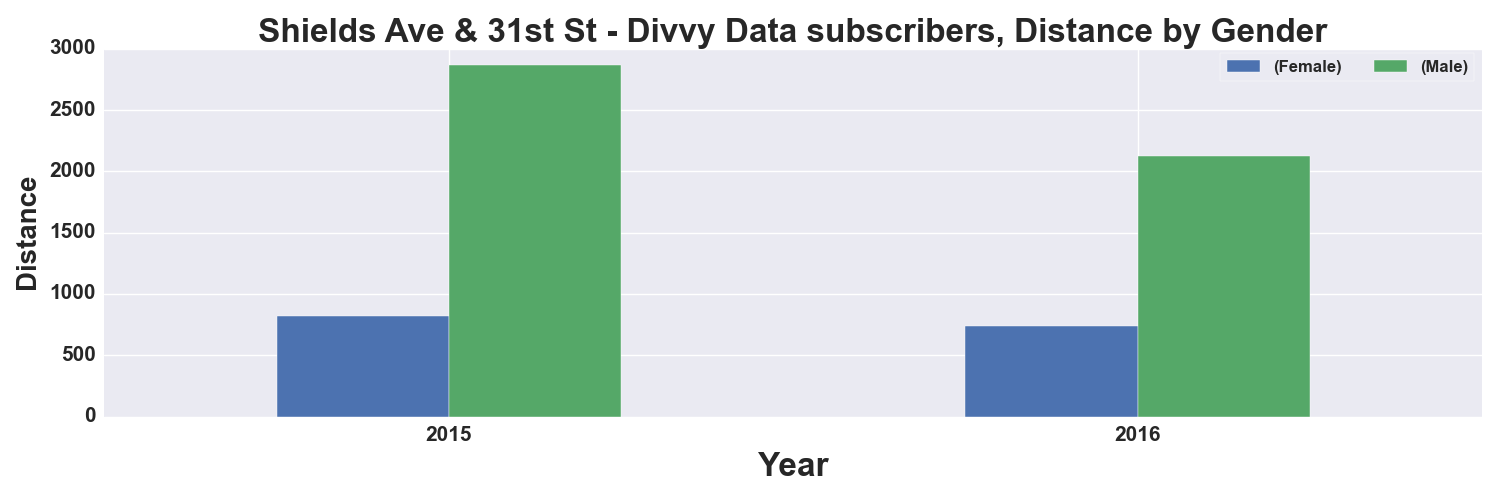 Shields Ave & 31st St - Divvy Data subscribers, Distance by Gender
(Female) (Male)
3000
2500
2000
1500
1000
500
0
Distance
2015 2016
Year